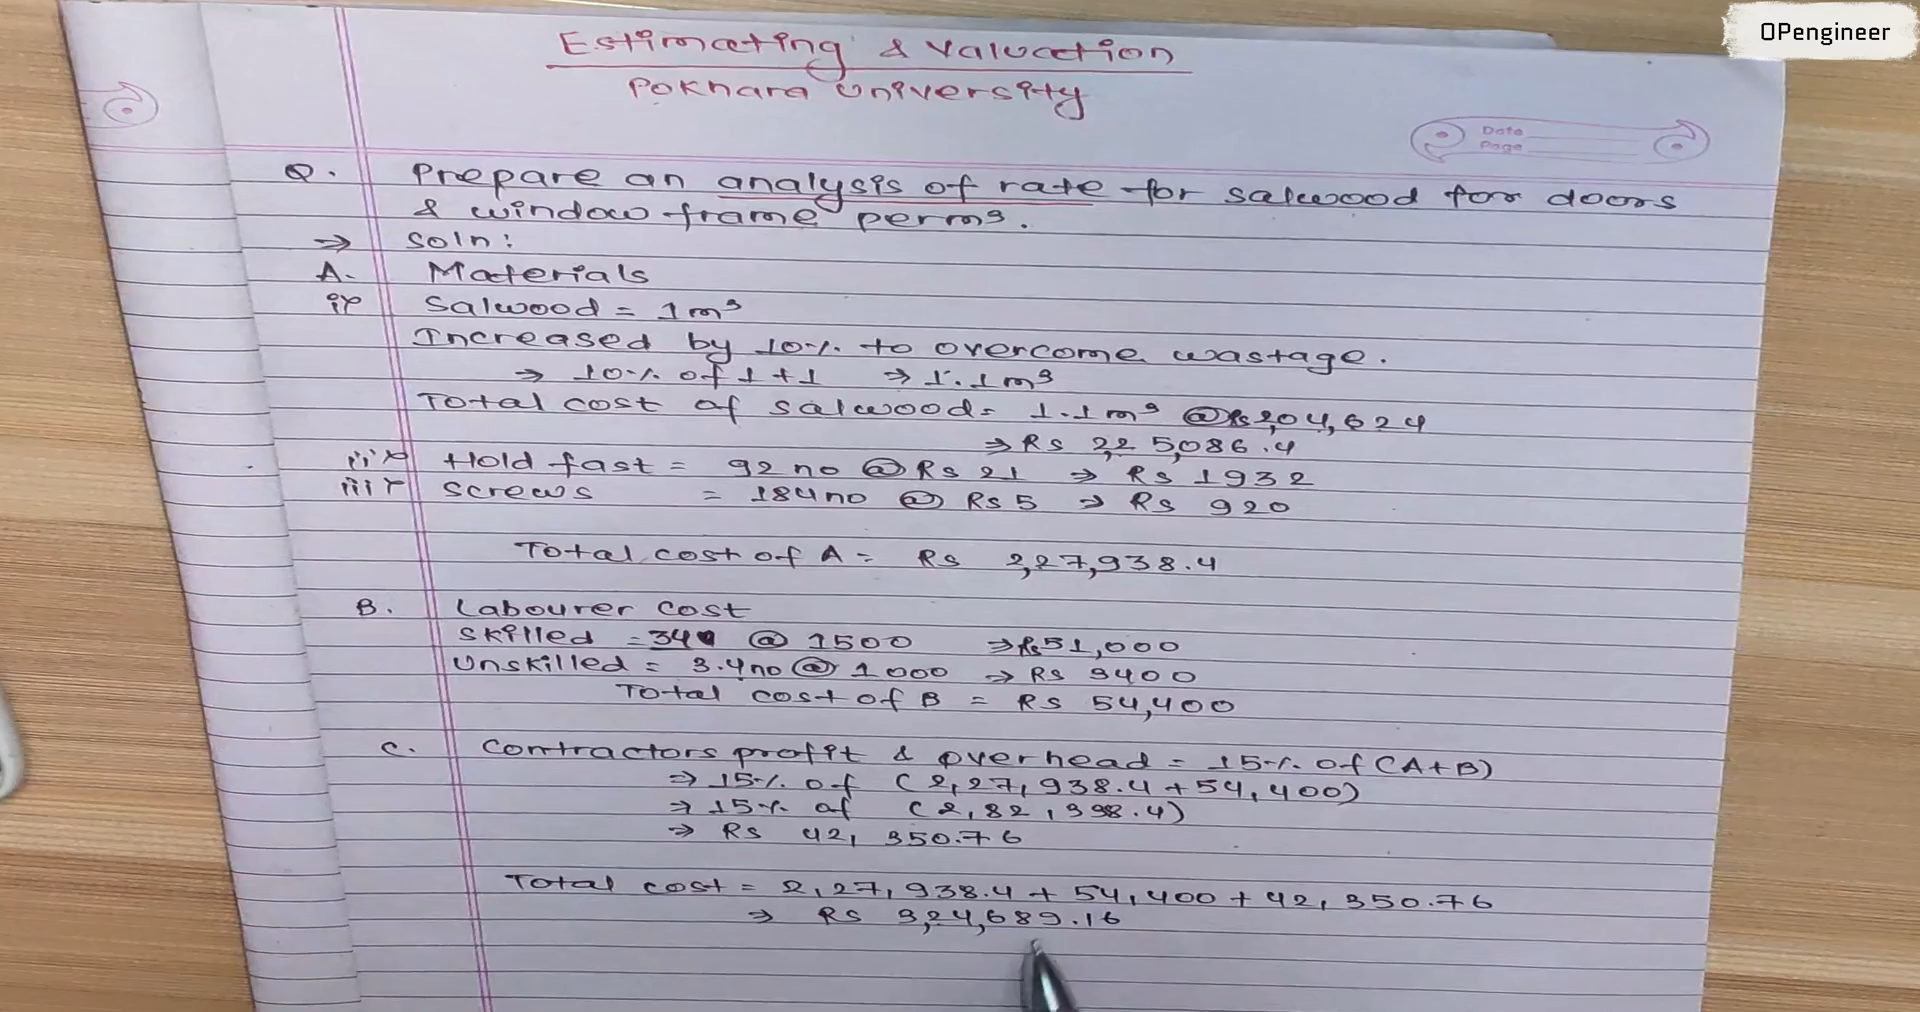 OPengineer
Estimating & Valuation
Pokhara University
Date
Page
Q. Prepare an analysis of rate for salwood for doors
& window frame per m³.
⇒ Soln:
A. Materials
i) Salwood = 1m³
Increased by 10% to overcome wastage.
⇒ 10% of 1+1 ⇒ 1.1m³
Total cost of salwood = 1.1m³ @ Rs 2,04,624
⇒ Rs 2,25,086.4
ii) Hold fast = 92 no @ Rs 21 ⇒ Rs 1932
iii) Screws = 184no @ Rs 5 ⇒ Rs 920
Total cost of A = Rs 2,27,938.4
B. Labourer cost
Skilled = 34 @ 1500 ⇒ Rs 51,000
Unskilled = 3.4no @ 1000 ⇒ Rs 3400
Total cost of B = Rs 54,400
C. Contractors profit & overhead = 15% of (A+B)
⇒ 15% of (2,27,938.4 + 54,400)
⇒ 15% of (2,82,338.4)
⇒ Rs 42,350.76
Total cost = 2,27,938.4 + 54,400 + 42,350.76
⇒ Rs 3,24,689.16